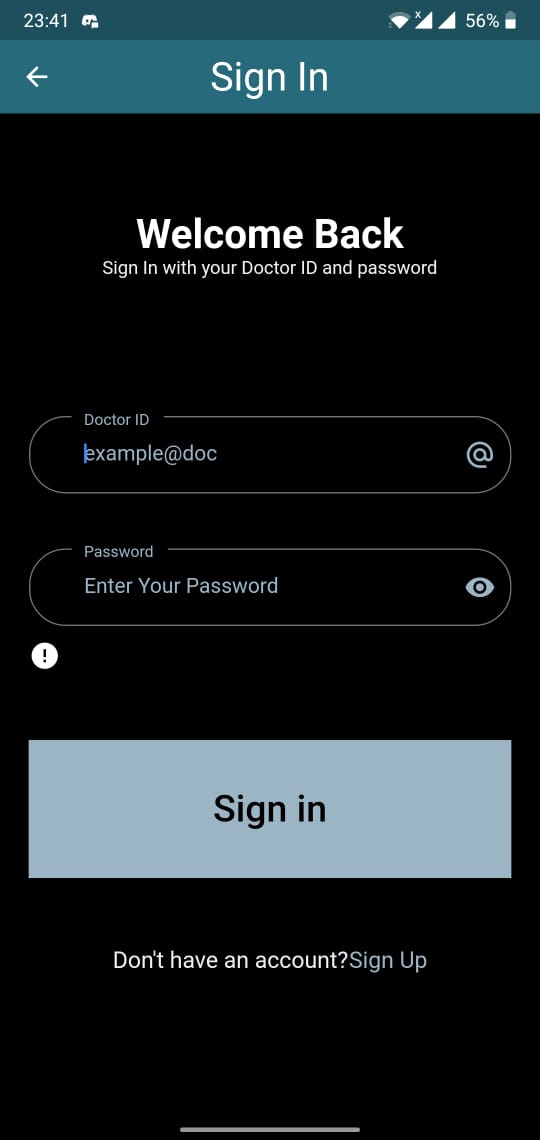 23:41
x
56%
Sign In
Welcome Back
Sign In with your Doctor ID and password
Doctor ID
example@doc
@
Password
Enter Your Password
!
Sign in
Don't have an account?Sign Up